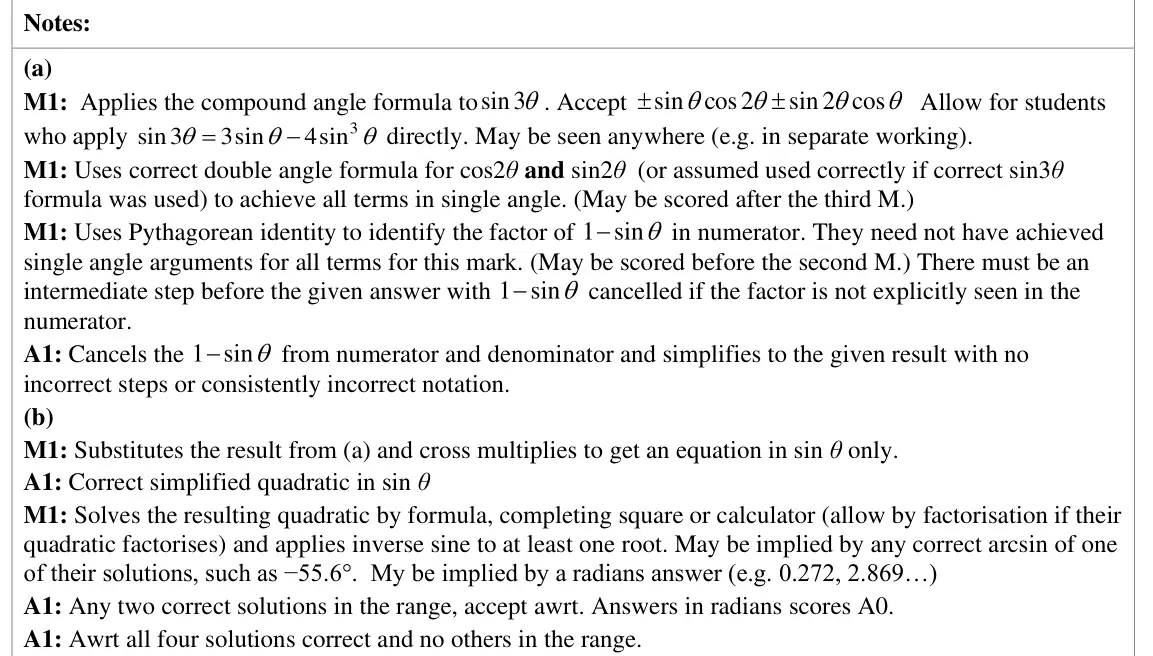 Notes:
(a)
M1: Applies the compound angle formula to sin 3θ . Accept ±sin θ cos 2θ ± sin 2θ cos θ Allow for students
who apply sin 3θ = 3sin θ − 4sin³ θ directly. May be seen anywhere (e.g. in separate working).
M1: Uses correct double angle formula for cos2θ and sin2θ (or assumed used correctly if correct sin3θ
formula was used) to achieve all terms in single angle. (May be scored after the third M.)
M1: Uses Pythagorean identity to identify the factor of 1− sin θ in numerator. They need not have achieved
single angle arguments for all terms for this mark. (May be scored before the second M.) There must be an
intermediate step before the given answer with 1− sin θ cancelled if the factor is not explicitly seen in the
numerator.
A1: Cancels the 1− sin θ from numerator and denominator and simplifies to the given result with no
incorrect steps or consistently incorrect notation.
(b)
M1: Substitutes the result from (a) and cross multiplies to get an equation in sin θ only.
A1: Correct simplified quadratic in sin θ
M1: Solves the resulting quadratic by formula, completing square or calculator (allow by factorisation if their
quadratic factorises) and applies inverse sine to at least one root. May be implied by any correct arcsin of one
of their solutions, such as −55.6°. My be implied by a radians answer (e.g. 0.272, 2.869…)
A1: Any two correct solutions in the range, accept awrt. Answers in radians scores A0.
A1: Awrt all four solutions correct and no others in the range.